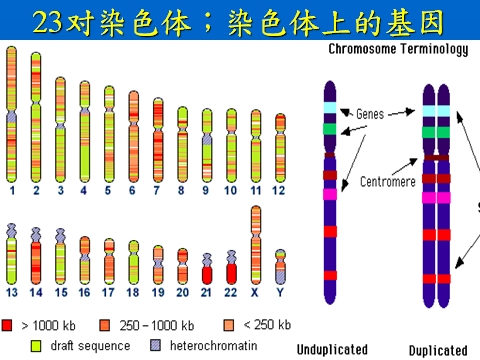 23对染色体；染色体上的基因
Chromosome Terminology
Genes
Centromere
1 2 3 4 5 6 7 8 9 10 11 12
13 14 15 16 17 18 19 20 21 22 X Y
> 1000 kb 250-1000 kb < 250 kb
draft sequence heterochromatin
Unduplicated Duplicated